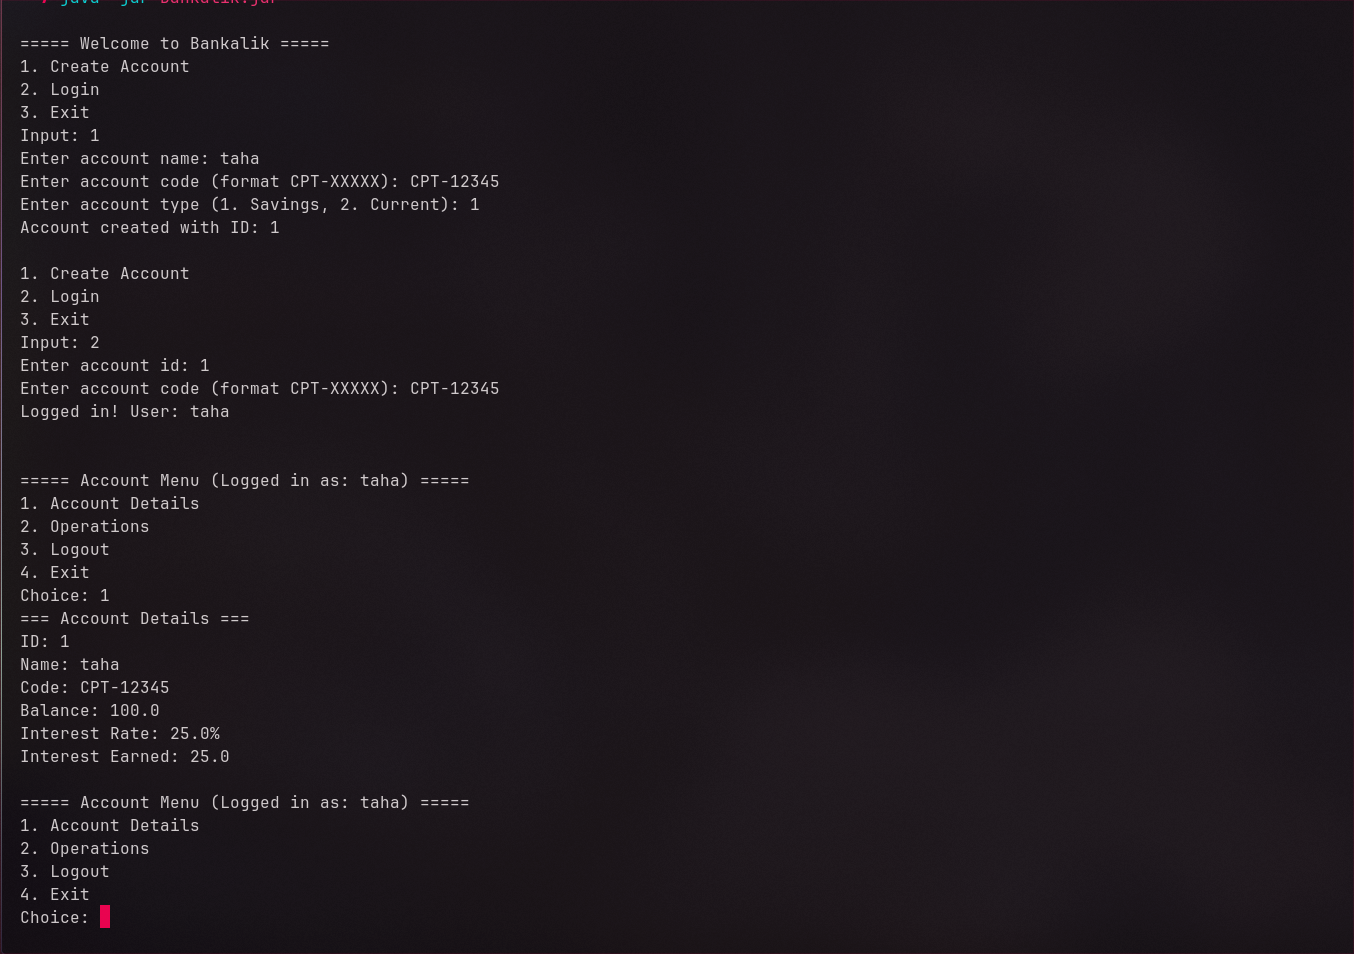 java -jar Bankalik.jar
===== Welcome to Bankalik =====
1. Create Account
2. Login
3. Exit
Input: 1
Enter account name: taha
Enter account code (format CPT-XXXXX): CPT-12345
Enter account type (1. Savings, 2. Current): 1
Account created with ID: 1
1. Create Account
2. Login
3. Exit
Input: 2
Enter account id: 1
Enter account code (format CPT-XXXXX): CPT-12345
Logged in! User: taha
===== Account Menu (Logged in as: taha) =====
1. Account Details
2. Operations
3. Logout
4. Exit
Choice: 1
=== Account Details ===
ID: 1
Name: taha
Code: CPT-12345
Balance: 100.0
Interest Rate: 25.0%
Interest Earned: 25.0
===== Account Menu (Logged in as: taha) =====
1. Account Details
2. Operations
3. Logout
4. Exit
Choice: